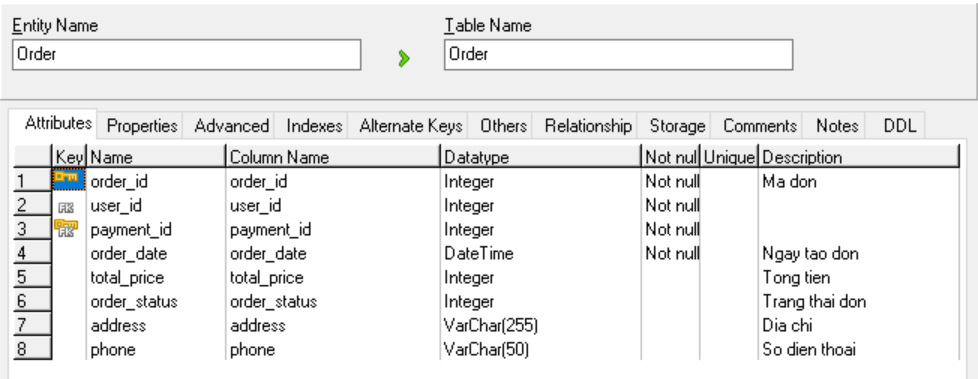 Entity Name Table Name
Order Order
Attributes Properties Advanced Indexes Alternate Keys Others Relationship Storage Comments Notes DDL
Key Name Column Name Datatype Not nul Unique Description
1 order_id order_id Integer Not null Ma don
2 FK user_id user_id Integer Not null
3 FK payment_id payment_id Integer Not null
4 order_date order_date DateTime Not null Ngay tao don
5 total_price total_price Integer Tong tien
6 order_status order_status Integer Trang thai don
7 address address VarChar(255) Dia chi
8 phone phone VarChar(50) So dien thoai